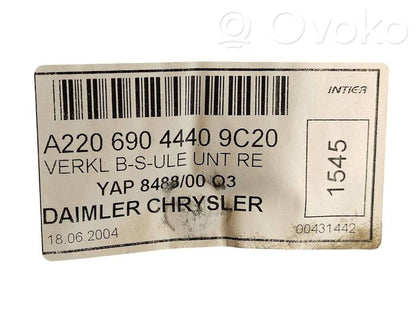 Ovoko
INTIER
A220 690 4440 9C20
VERKL B-S-ULE UNT RE
YAP 8488/00 Q3
DAIMLER CHRYSLER
18.06.2004
1545
00431442